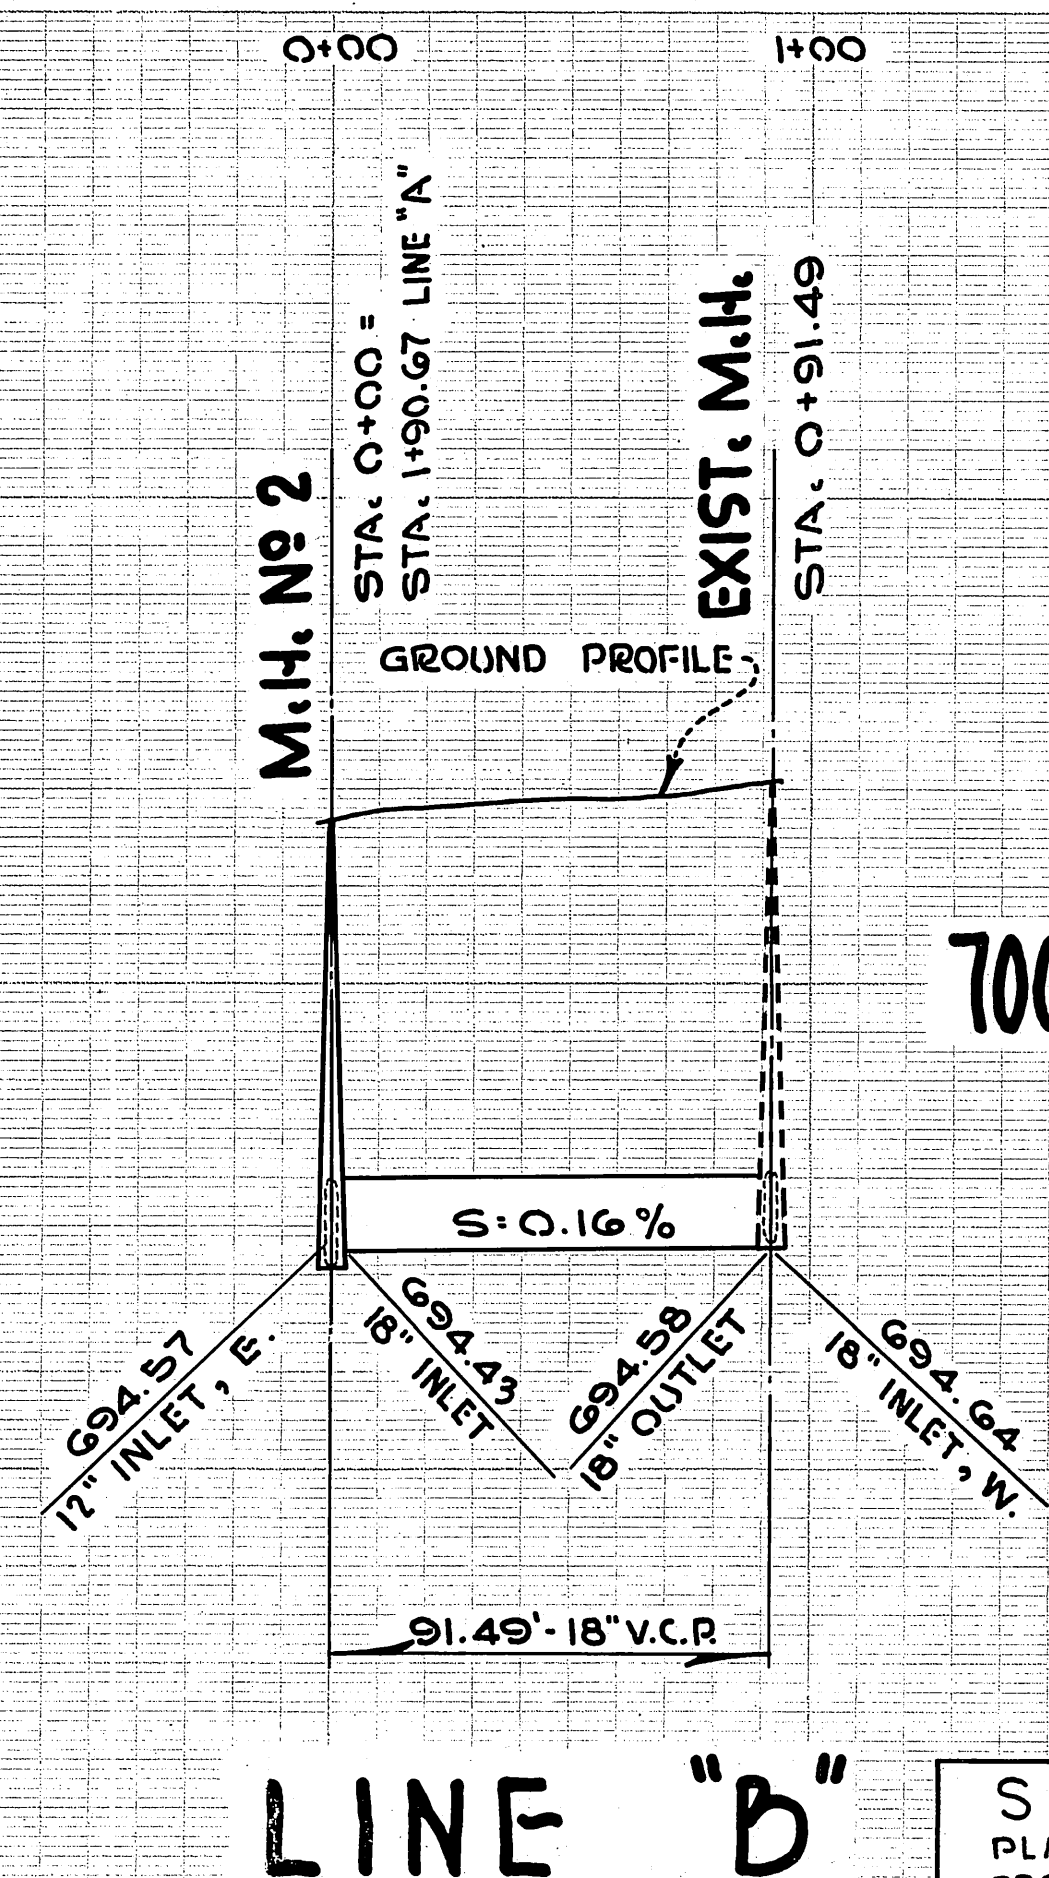 0+00
1+00
M.H. Nº 2
STA. 0+00 =
STA. 1+90.67 LINE "A"
EXIST. M.H.
STA. 0+91.49
GROUND PROFILE
700
S=0.16%
694.57
12" INLET, E.
694.43
18" INLET
694.58
18" OUTLET
694.64
18" INLET, W.
91.49'-18" V.C.P.
LINE "B"
S